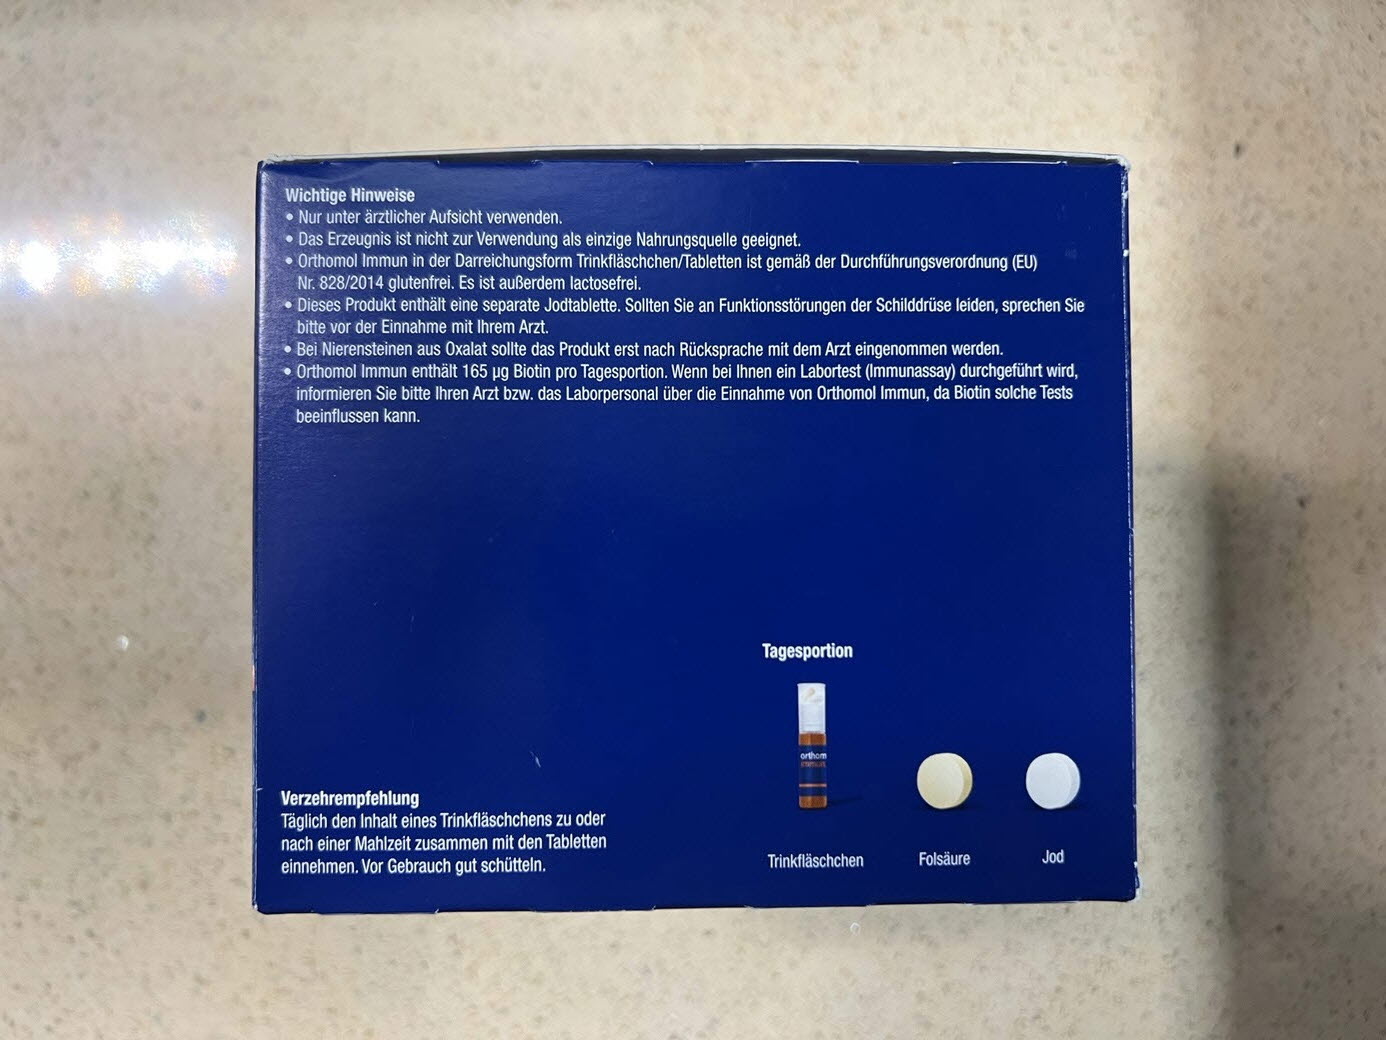 Wichtige Hinweise
• Nur unter ärztlicher Aufsicht verwenden.
• Das Erzeugnis ist nicht zur Verwendung als einzige Nahrungsquelle geeignet.
• Orthomol Immun in der Darreichungsform Trinkfläschchen/Tabletten ist gemäß der Durchführungsverordnung (EU)
Nr. 828/2014 glutenfrei. Es ist außerdem lactosefrei.
• Dieses Produkt enthält eine separate Jodtablette. Sollten Sie an Funktionsstörungen der Schilddrüse leiden, sprechen Sie
bitte vor der Einnahme mit Ihrem Arzt.
• Bei Nierensteinen aus Oxalat sollte das Produkt erst nach Rücksprache mit dem Arzt eingenommen werden.
• Orthomol Immun enthält 165 µg Biotin pro Tagesportion. Wenn bei Ihnen ein Labortest (Immunassay) durchgeführt wird,
informieren Sie bitte Ihren Arzt bzw. das Laborpersonal über die Einnahme von Orthomol Immun, da Biotin solche Tests
beeinflussen kann.
Tagesportion
orthom
Trinkfläschchen Folsäure Jod
Verzehrempfehlung
Täglich den Inhalt eines Trinkfläschchens zu oder
nach einer Mahlzeit zusammen mit den Tabletten
einnehmen. Vor Gebrauch gut schütteln.